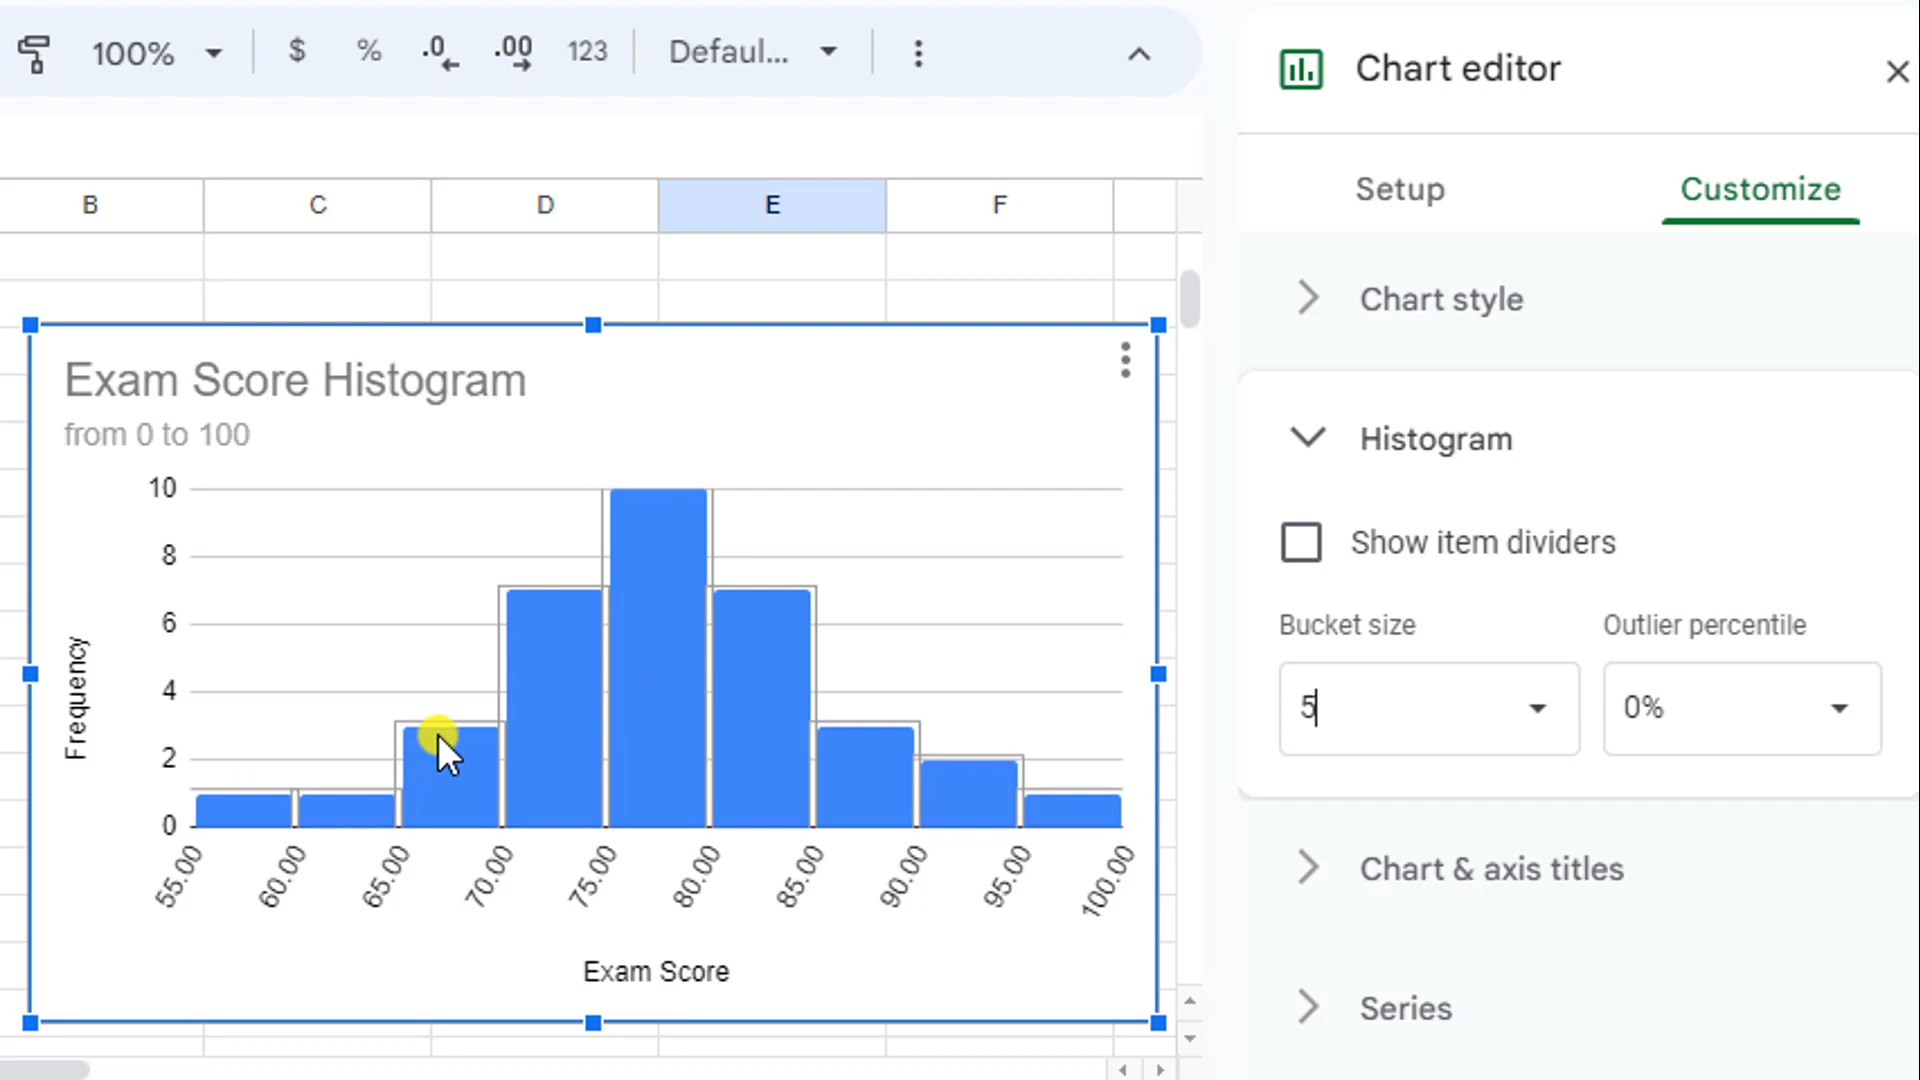 100%
$
%
.0
.00
123
Defaul...
Chart editor
Setup
Customize
B
C
D
E
F
Chart style
Exam Score Histogram
from 0 to 100
Histogram
Show item dividers
Bucket size
Outlier percentile
5
0%
Frequency
10
8
6
4
2
0
55.00
60.00
65.00
70.00
75.00
80.00
85.00
90.00
95.00
100.00
Exam Score
Chart & axis titles
Series